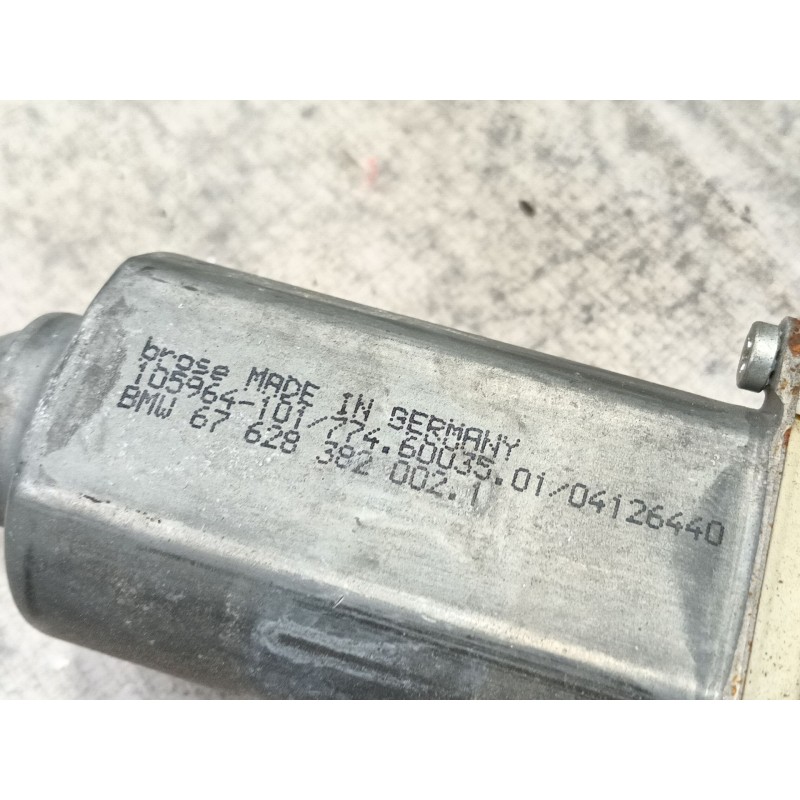 brose MADE IN GERMANY
105964-101/774.60035.01/04126440
BMW 67 628 382 002.1